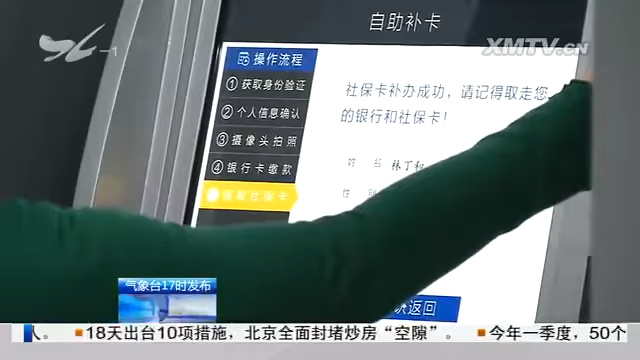 自助补卡
XMTV.CN
-1
操作流程
① 获取身份验证
② 个人信息确认
③ 摄像头拍照
④ 银行卡缴款
领取社保卡
社保卡补办成功，请记得取走您
的银行和社保卡！
姓 名
性
返回
气象台17时发布
人。 ■18天出台10项措施，北京全面封堵炒房“空隙”。 ■今年一季度，50个